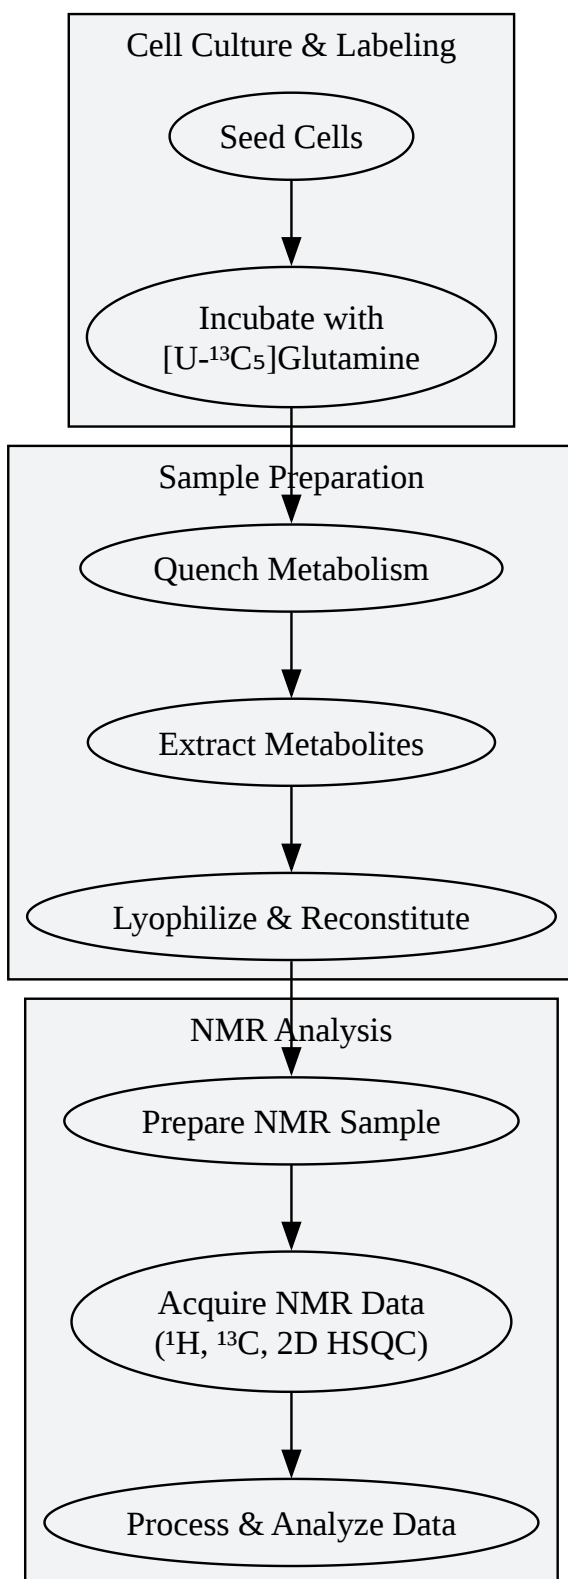 Cell Culture & Labeling
Seed Cells
Incubate with
[U-¹³C₅]Glutamine
Sample Preparation
Quench Metabolism
Extract Metabolites
Lyophilize & Reconstitute
NMR Analysis
Prepare NMR Sample
Acquire NMR Data
(¹H, ¹³C, 2D HSQC)
Process & Analyze Data